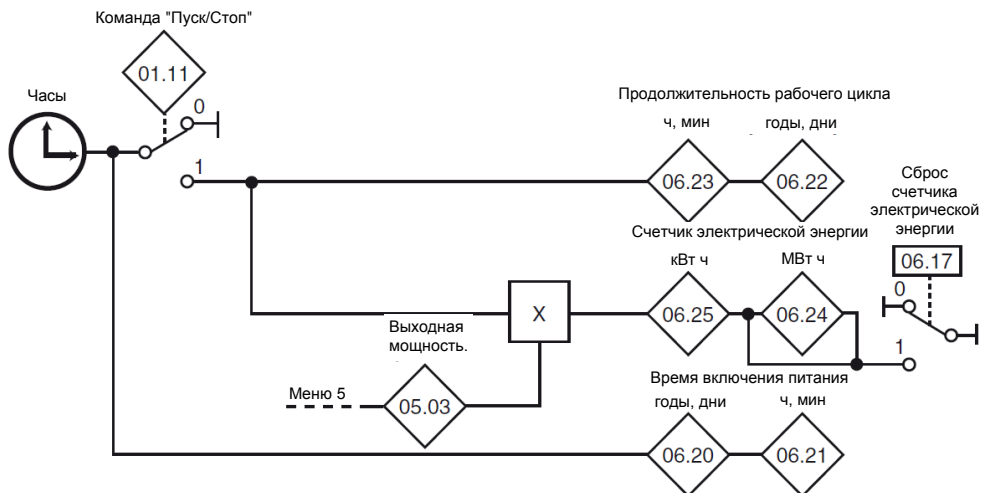 Команда "Пуск/Стоп"
01.11
Часы
0
1
Продолжительность рабочего цикла
ч, мин
годы, дни
06.23
06.22
Сброс
счетчика
электрической
энергии
06.17
0
1
Счетчик электрической энергии
кВт ч
МВт ч
X
06.25
06.24
Выходная
мощность.
Меню 5
05.03
Время включения питания
годы, дни
ч, мин
06.20
06.21